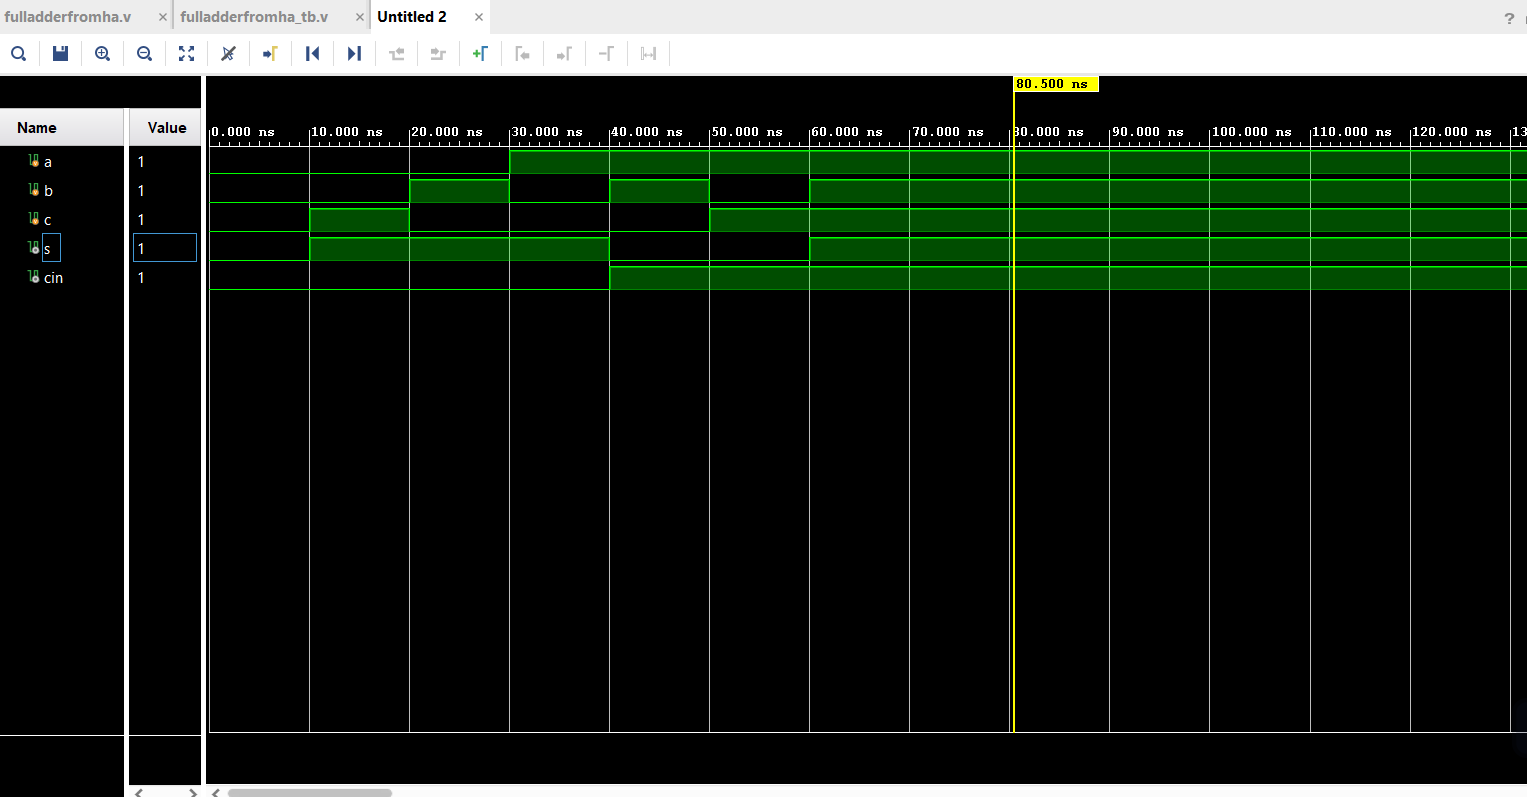 fulladderfromha.v × fulladderfromha_tb.v × Untitled 2 ×
?
80.500 ns
Name Value
0.000 ns 10.000 ns 20.000 ns 30.000 ns 40.000 ns 50.000 ns 60.000 ns 70.000 ns 80.000 ns 90.000 ns 100.000 ns 110.000 ns 120.000 ns 13
a 1
b 1
c 1
s 1
cin 1